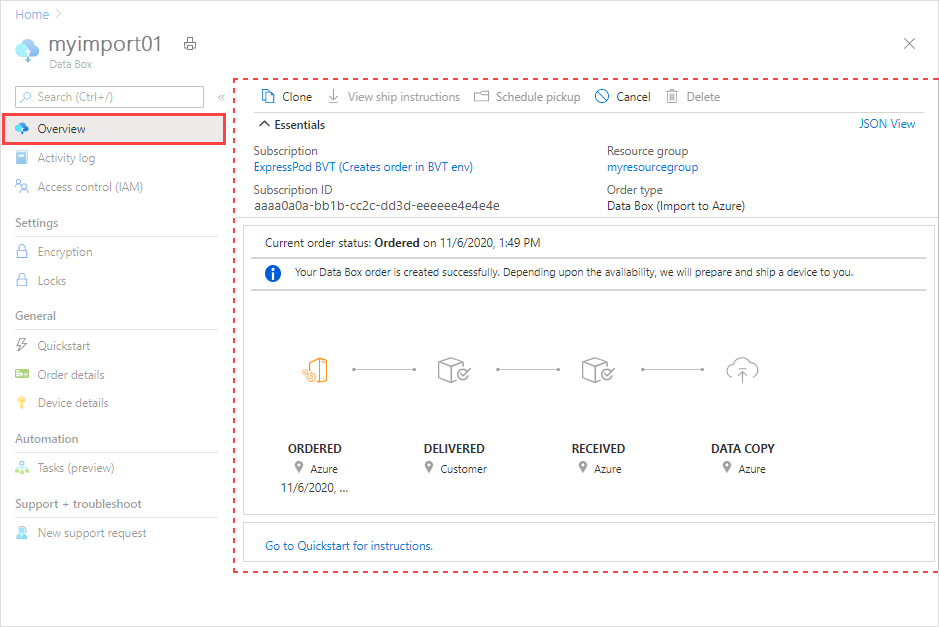 Home
myimport01
Data Box
Search (Ctrl+/)
«
Overview
Activity log
Access control (IAM)
Settings
Encryption
Locks
General
Quickstart
Order details
Device details
Automation
Tasks (preview)
Support + troubleshoot
New support request
Clone View ship instructions Schedule pickup Cancel Delete
Essentials JSON View
Subscription Resource group
ExpressPod BVT (Creates order in BVT env) myresourcegroup
Subscription ID Order type
aaaa0a0a-bb1b-cc2c-dd3d-eeeeee4e4e4e Data Box (Import to Azure)
Current order status: Ordered on 11/6/2020, 1:49 PM
Your Data Box order is created successfully. Depending upon the availability, we will prepare and ship a device to you.
ORDERED DELIVERED RECEIVED DATA COPY
Azure Customer Azure Azure
11/6/2020, ...
Go to Quickstart for instructions.